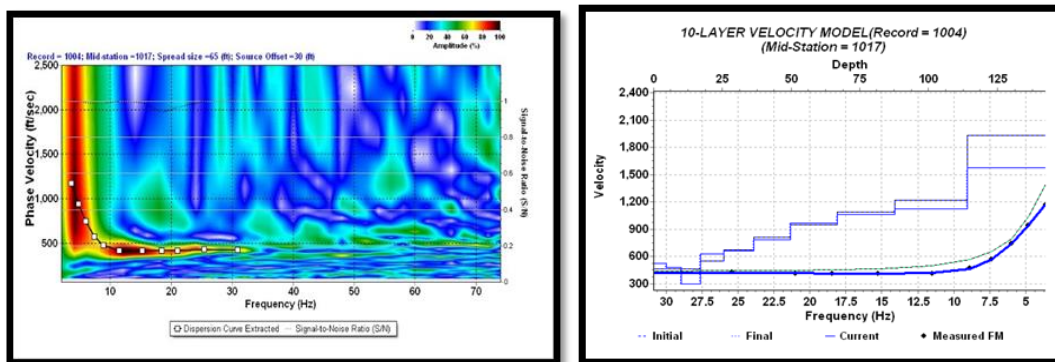 0 20 40 60 80 100
Amplitude (%)
Record = 1004; Mid-station =1017; Spread size =65 (ft); Source Offset =30 (ft)
2,500
2,000
1,500
1,000
500
Phase Velocity (ft/sec)
1
0.8
0.6
0.4
0.2
0
Signal-to-Noise Ratio (S/N)
10 20 30 40 50 60 70
Frequency (Hz)
Dispersion Curve Extracted Signal-to-Noise Ratio (S/N)
10-LAYER VELOCITY MODEL(Record = 1004)
(Mid-Station = 1017)
Depth
0 25 50 75 100 125
2,400
2,100
1,800
1,500
1,200
900
600
300
Velocity
30 27.5 25 22.5 20 17.5 15 12.5 10 7.5 5
Frequency (Hz)
Initial Final Current Measured FM